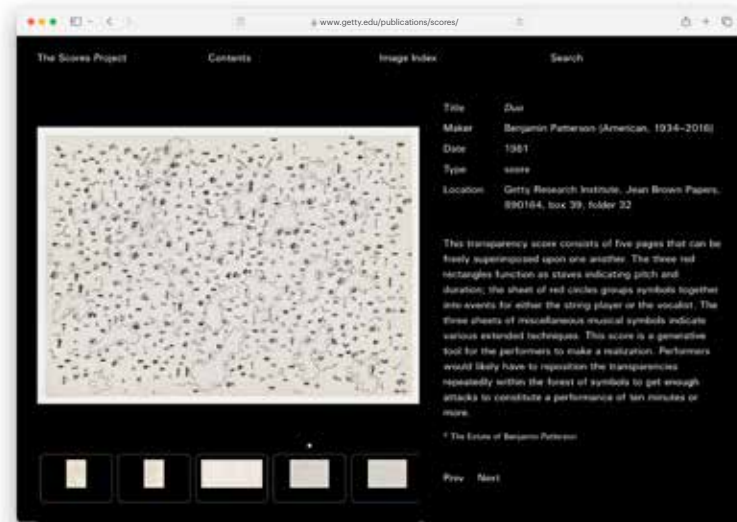 www.getty.edu/publications/scores/
The Scores Project Contents Image Index Search
Title Duo
Maker Benjamin Patterson (American, 1934–2016)
Date 1961
Type score
Location Getty Research Institute, Jean Brown Papers,
890164, box 39, folder 32
This transparency score consists of five pages that can be
freely superimposed upon one another. The three red
rectangles function as staves indicating pitch and
duration; the sheet of red circles groups symbols together
into events for either the string player or the vocalist. The
three sheets of miscellaneous musical symbols indicate
various extended techniques. This score is a generative
tool for the performers to make a realization. Performers
would likely have to reposition the transparencies
repeatedly within the forest of symbols to get enough
attacks to constitute a performance of ten minutes or
more.
© The Estate of Benjamin Patterson
Prev Next